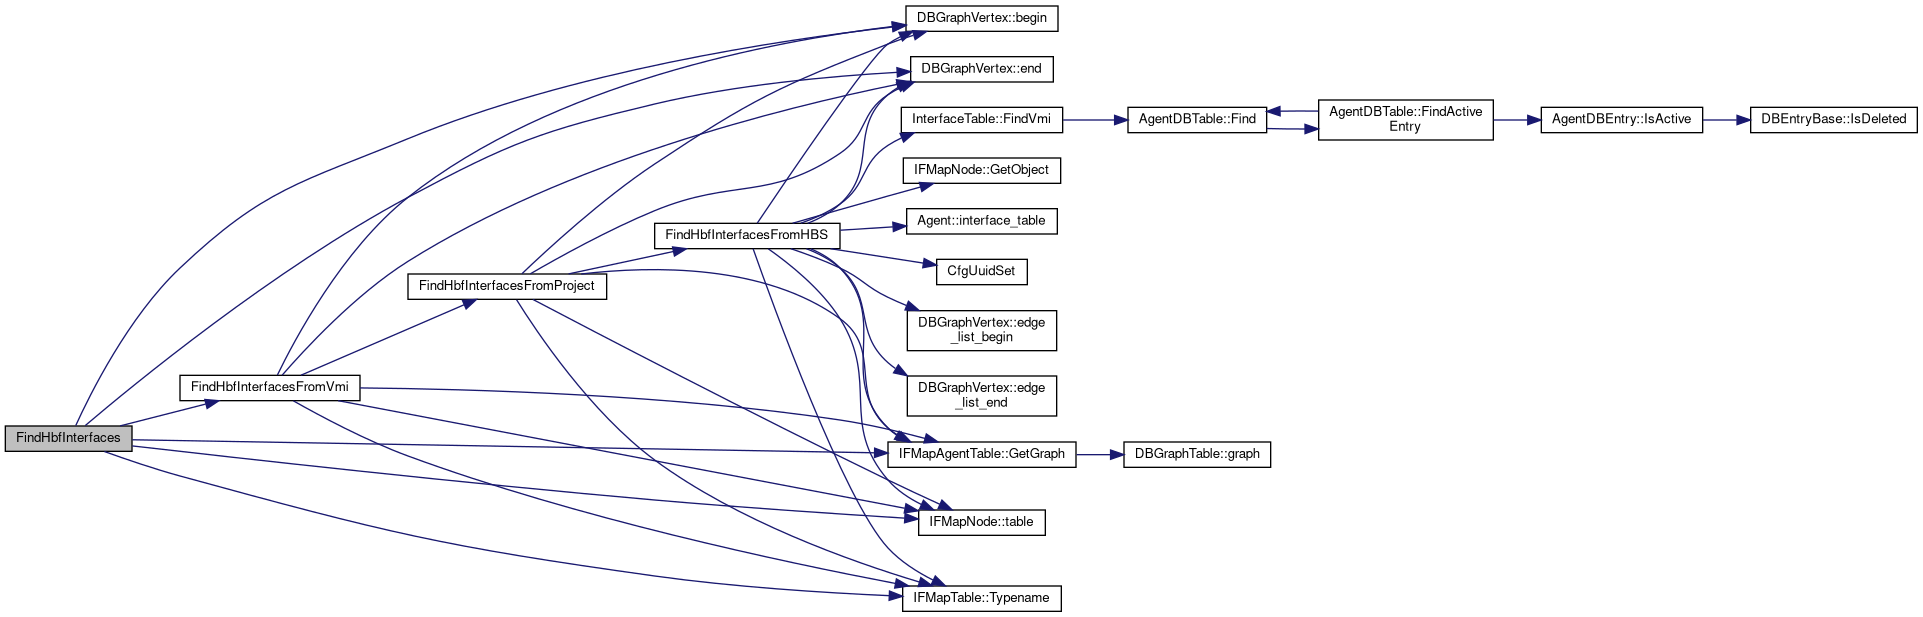 DBGraphVertex::begin
DBGraphVertex::end
InterfaceTable::FindVmi
AgentDBTable::Find
AgentDBTable::FindActive
Entry
AgentDBEntry::IsActive
DBEntryBase::IsDeleted
IFMapNode::GetObject
Agent::interface_table
FindHbfInterfacesFromHBS
CfgUuidSet
FindHbfInterfacesFromProject
DBGraphVertex::edge
_list_begin
FindHbfInterfacesFromVmi
DBGraphVertex::edge
_list_end
FindHbfInterfaces
IFMapAgentTable::GetGraph
DBGraphTable::graph
IFMapNode::table
IFMapTable::Typename